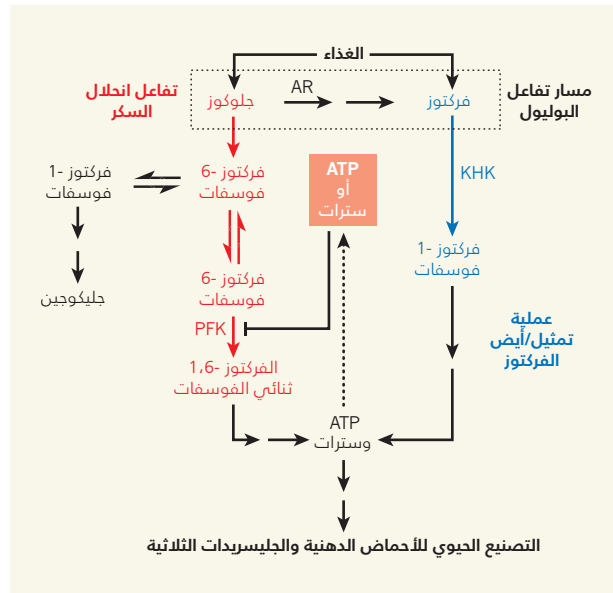 الغذاء
مسار تفاعل
البوليول
فركتوز
AR
جلوكوز
تفاعل انحلال
السكر
KHK
ATP
أو
سترات
فركتوز -6
فوسفات
فركتوز -1
فوسفات
فركتوز -1
فوسفات
فركتوز -6
فوسفات
جليكوجين
عملية
تمثيل/أيض
الفركتوز
PFK
الفركتوز -1،6
ثنائي الفوسفات
ATP
وسترات
التصنيع الحيوي للأحماض الدهنية والجليسريدات الثلاثية